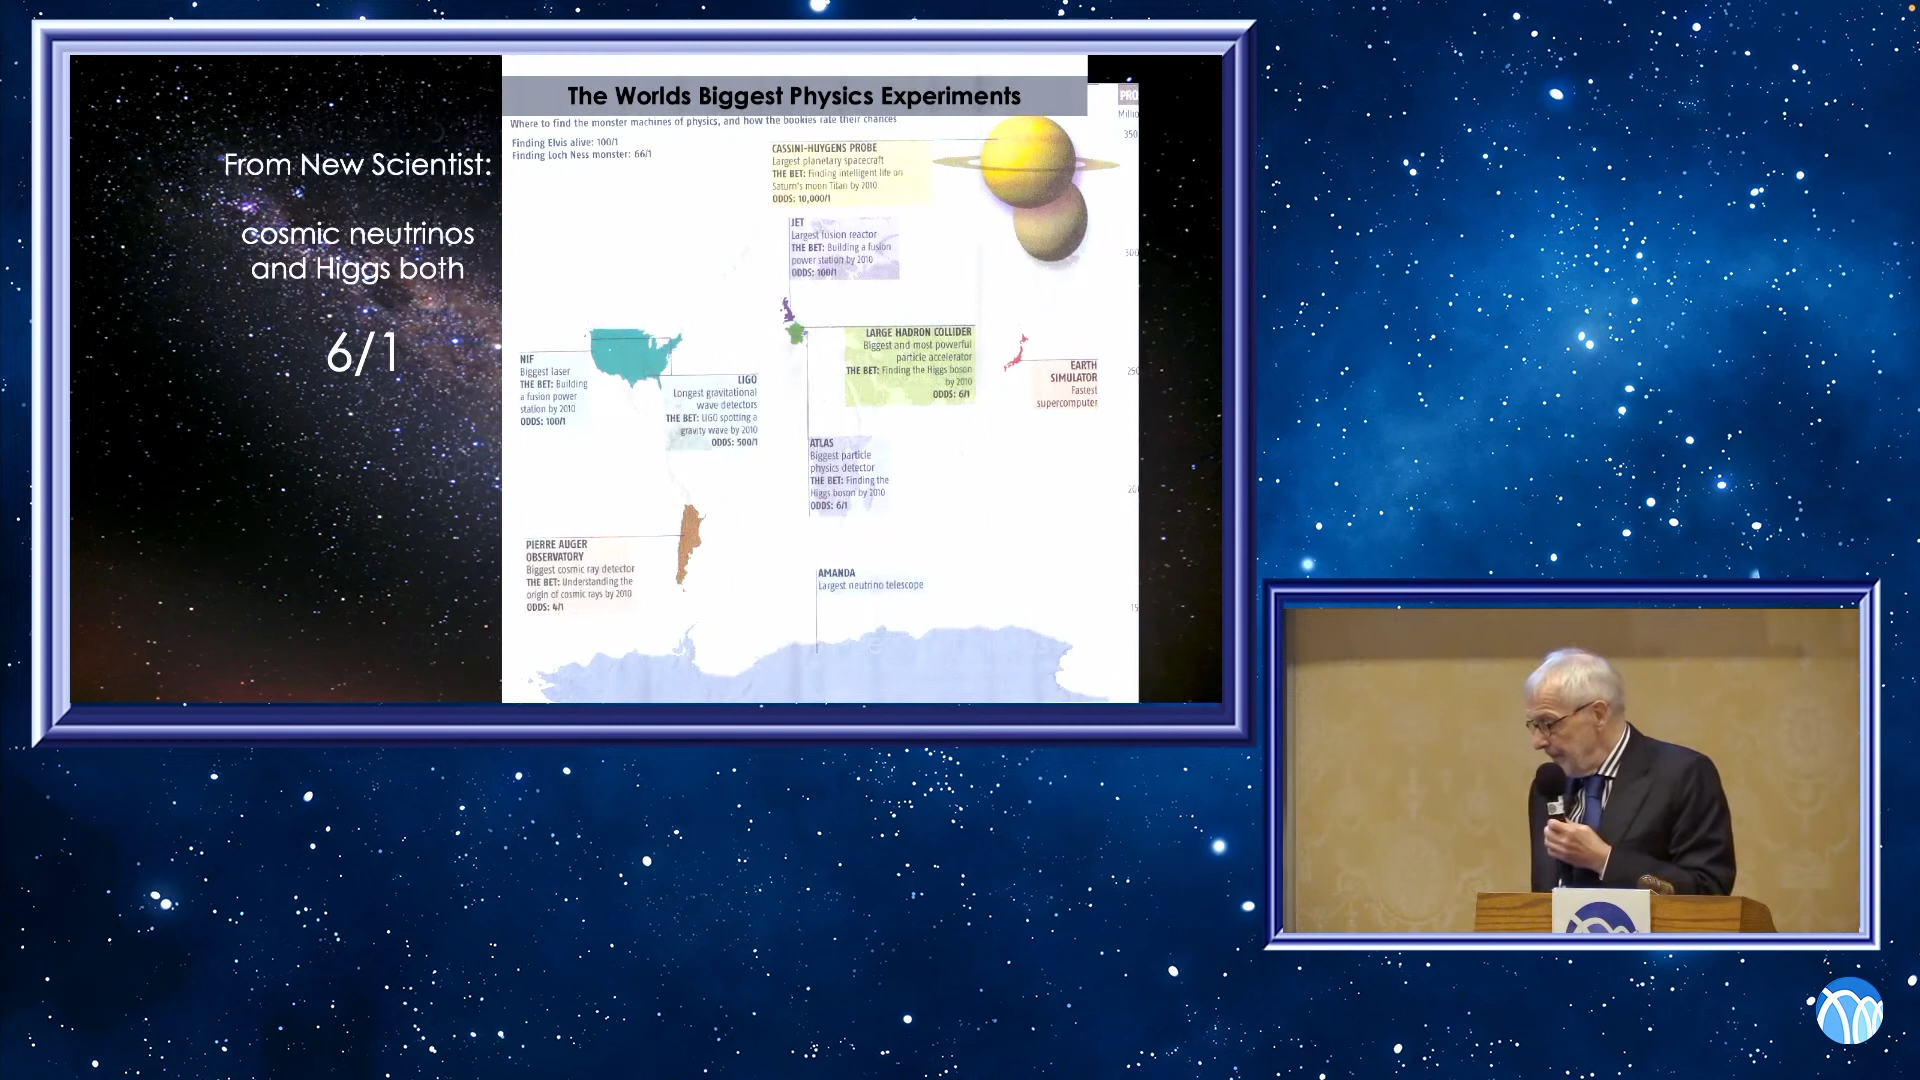 The Worlds Biggest Physics Experiments
Where to find the monster machines of physics, and how the bookies rate their chances
Finding Elvis alive: 100/1
Finding Loch Ness monster: 66/1
From New Scientist:
cosmic neutrinos
and Higgs both
6/1
CASSINI-HUYGENS PROBE
Largest planetary spacecraft
THE BET: Finding intelligent life on
Saturn's moon Titan by 2010
ODDS: 10,000/1
JET
Largest fusion reactor
THE BET: Building a fusion
power station by 2010
ODDS: 100/1
NIF
Biggest laser
THE BET: Building
a fusion power
station by 2010
ODDS: 100/1
LIGO
Longest gravitational
wave detectors
THE BET: LIGO spotting a
gravity wave by 2010
ODDS: 500/1
LARGE HADRON COLLIDER
Biggest and most powerful
particle accelerator
THE BET: Finding the Higgs boson
by 2010
ODDS: 6/1
EARTH
SIMULATOR
Fastest
supercomputer
ATLAS
Biggest particle
physics detector
THE BET: Finding the
Higgs boson by 2010
ODDS: 6/1
PIERRE AUGER
OBSERVATORY
Biggest cosmic ray detector
THE BET: Understanding the
origin of cosmic rays by 2010
ODDS: 4/1
AMANDA
Largest neutrino telescope
PRO
Millio
350
300
250
200
15